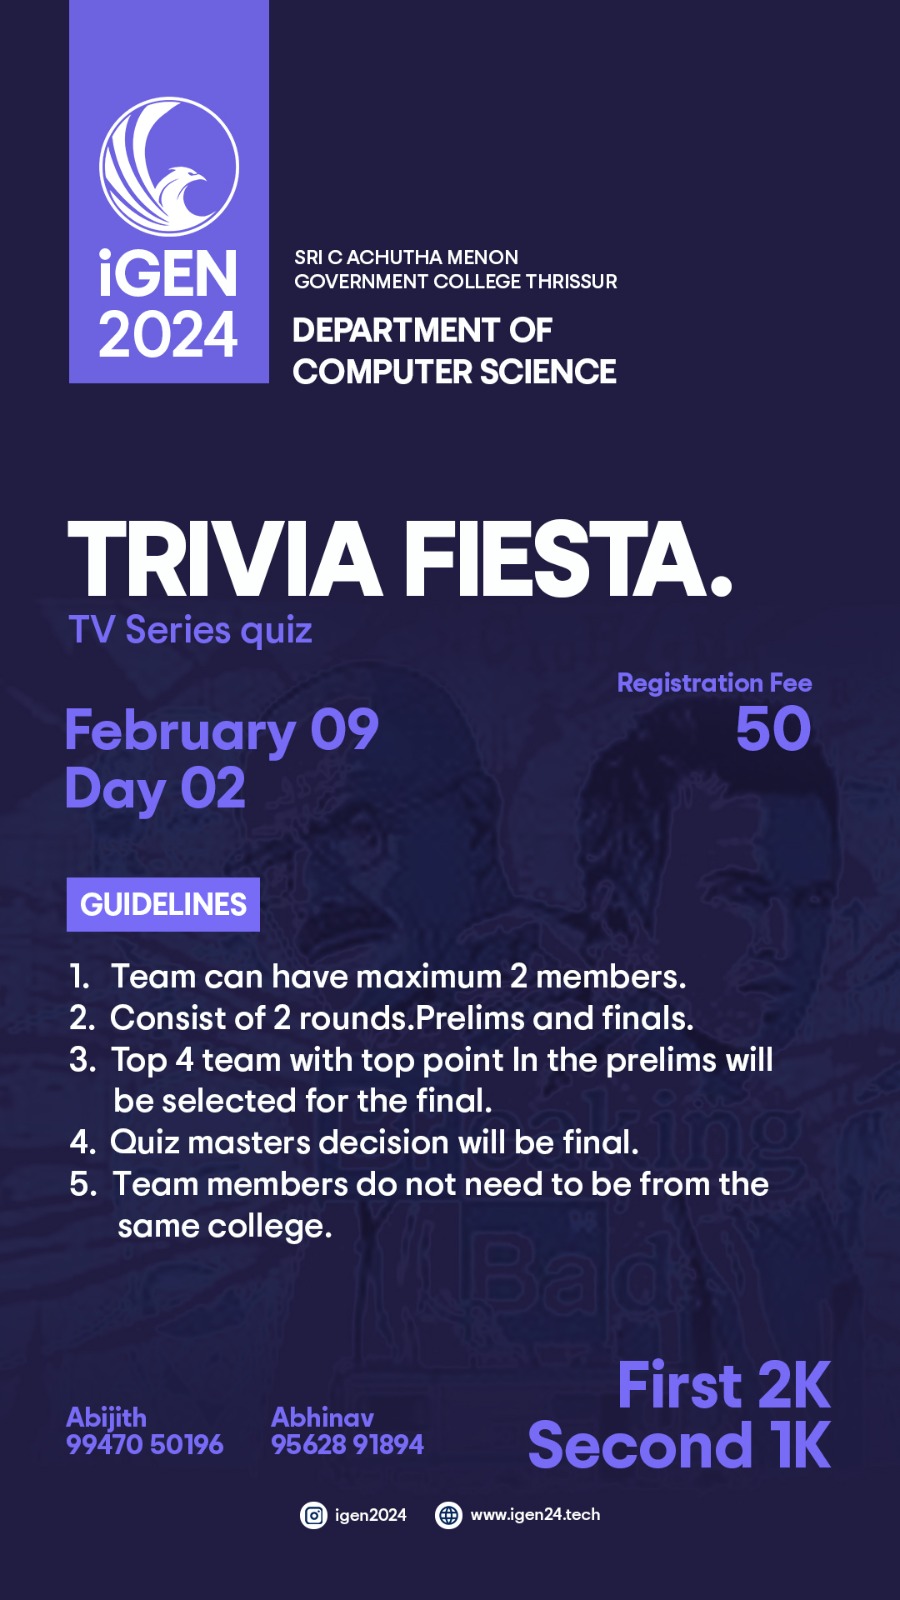 iGEN
2024
SRI C ACHUTHA MENON
GOVERNMENT COLLEGE THRISSUR
DEPARTMENT OF
COMPUTER SCIENCE
TRIVIA FIESTA.
TV Series quiz
Registration Fee
50
February 09
Day 02
GUIDELINES
1. Team can have maximum 2 members.
2. Consist of 2 rounds.Prelims and finals.
3. Top 4 team with top point In the prelims will
be selected for the final.
4. Quiz masters decision will be final.
5. Team members do not need to be from the
same college.
Breaking
Bad
First 2K
Second 1K
Abijith
99470 50196
Abhinav
95628 91894
igen2024
www.igen24.tech